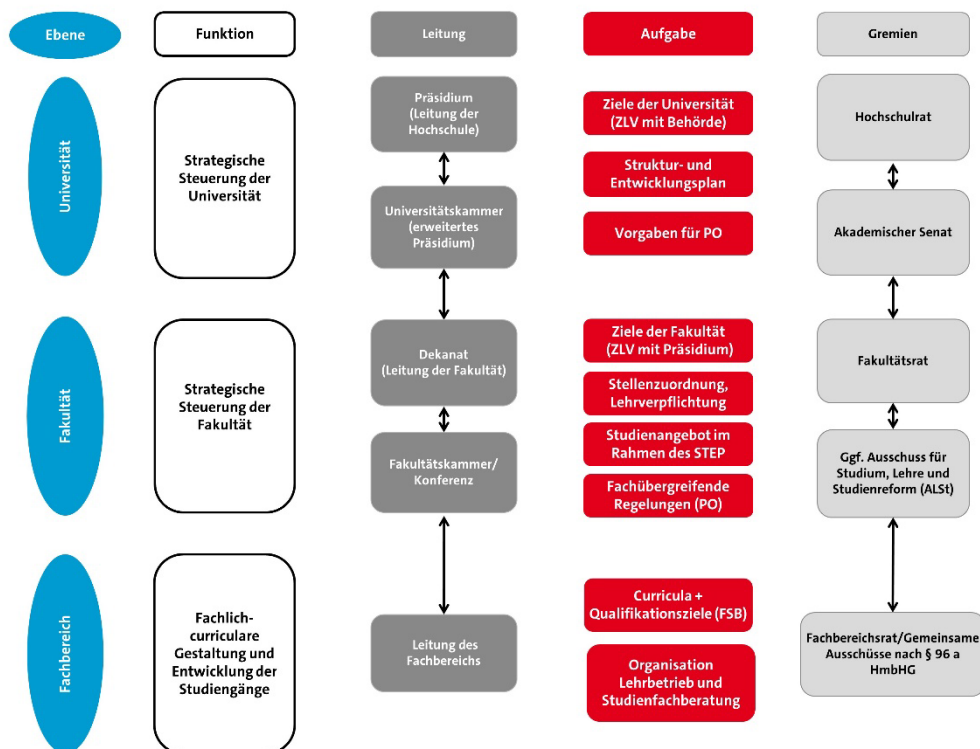 Ebene
Funktion
Leitung
Aufgabe
Gremien
Universität
Strategische
Steuerung der
Universität
Präsidium
(Leitung der
Hochschule)
Universitätskammer
(erweitertes
Präsidium)
Ziele der Universität
(ZLV mit Behörde)
Struktur- und
Entwicklungsplan
Vorgaben für PO
Hochschulrat
Akademischer Senat
Fakultät
Strategische
Steuerung der
Fakultät
Dekanat
(Leitung der Fakultät)
Fakultätskammer/
Konferenz
Ziele der Fakultät
(ZLV mit Präsidium)
Stellenzuordnung,
Lehrverpflichtung
Studienangebot im
Rahmen des STEP
Fachübergreifende
Regelungen (PO)
Fakultätsrat
Ggf. Ausschuss für
Studium, Lehre und
Studienreform (ALSt)
Fachbereich
Fachlich-
curriculare
Gestaltung und
Entwicklung der
Studiengänge
Leitung des
Fachbereichs
Curricula +
Qualifikationsziele (FSB)
Organisation
Lehrbetrieb und
Studienfachberatung
Fachbereichsrat/Gemeinsame
Ausschüsse nach § 96 a
HmbHG